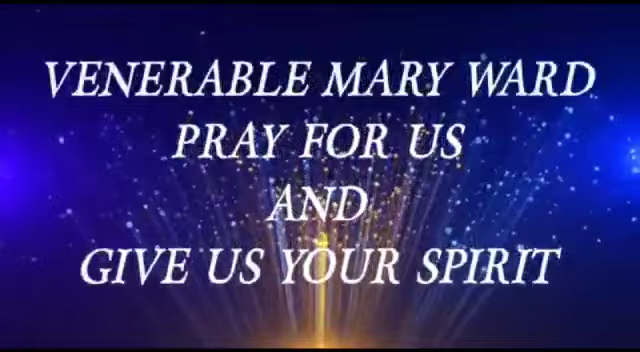 VENERABLE MARY WARD
PRAY FOR US
AND
GIVE US YOUR SPIRIT